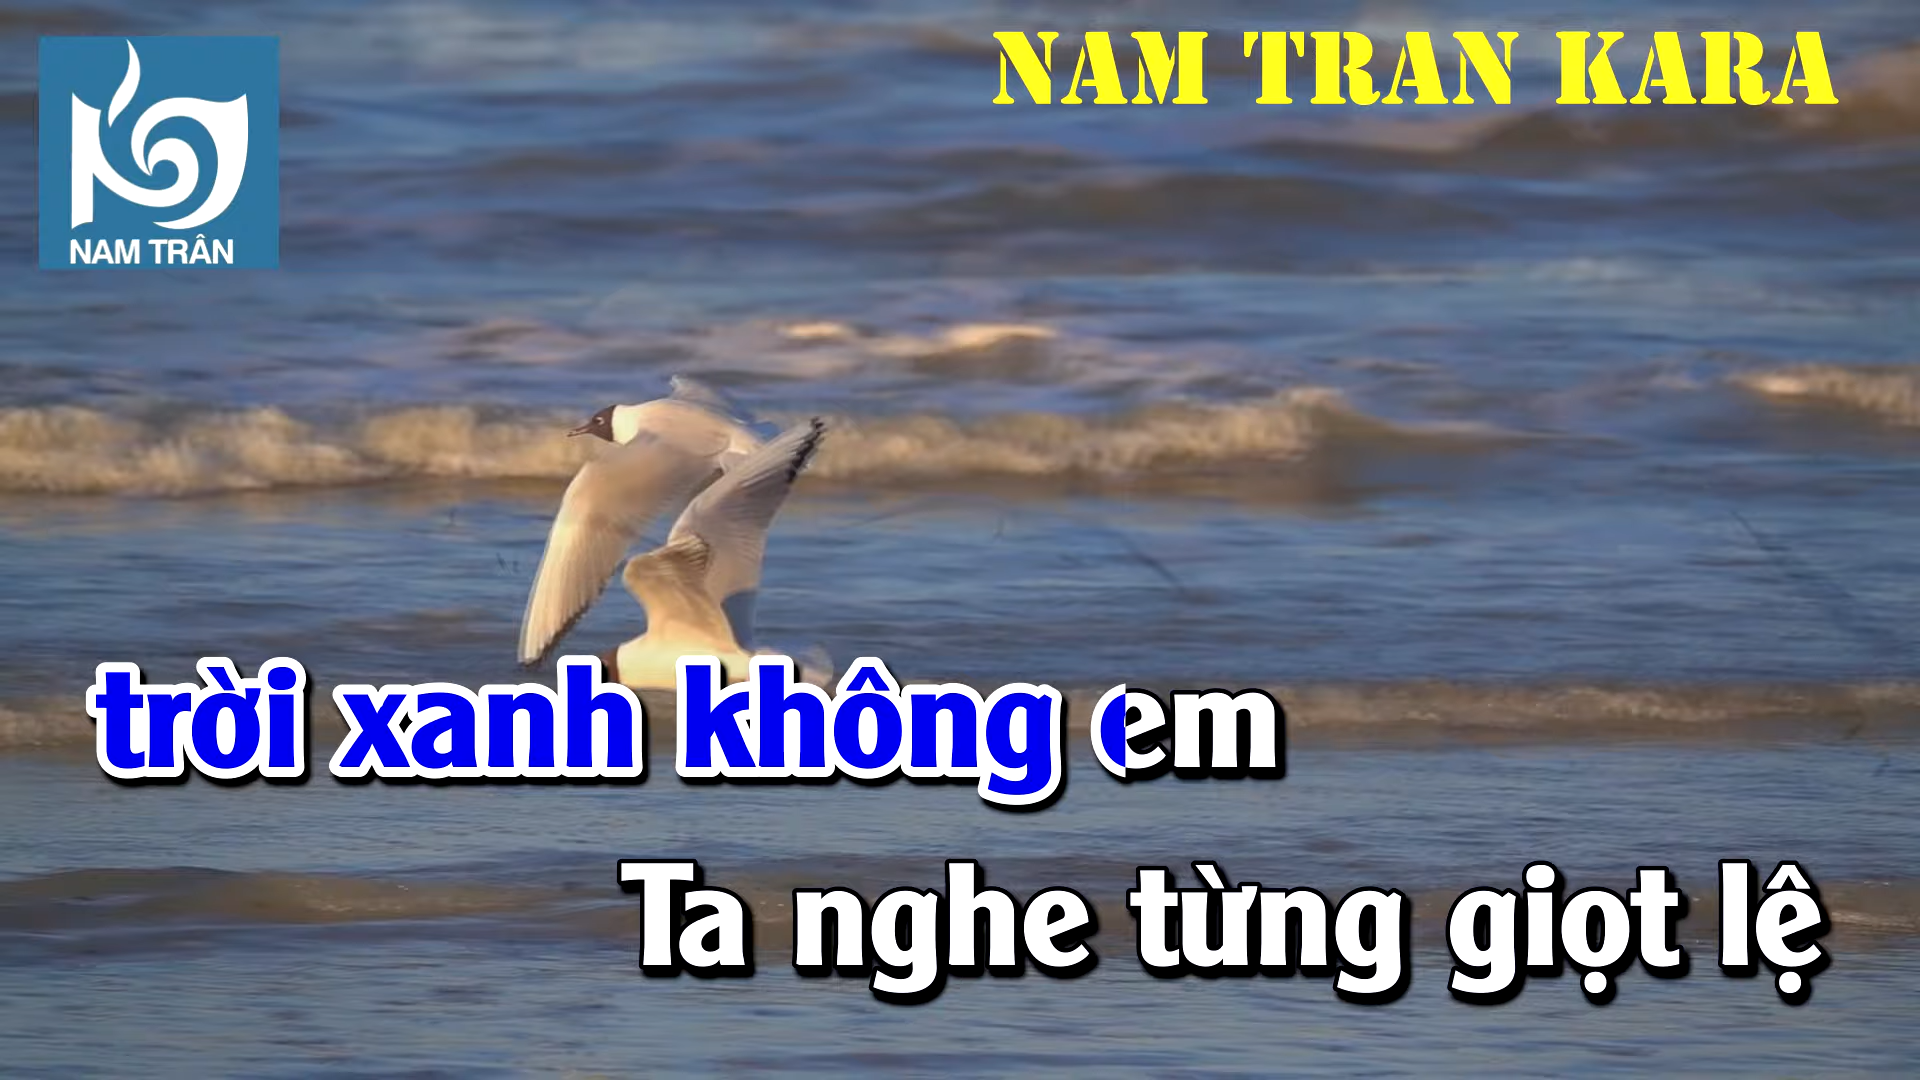 NAM TRAN KARA
NAM TRÂN
trời xanh không em
Ta nghe từng giọt lệ